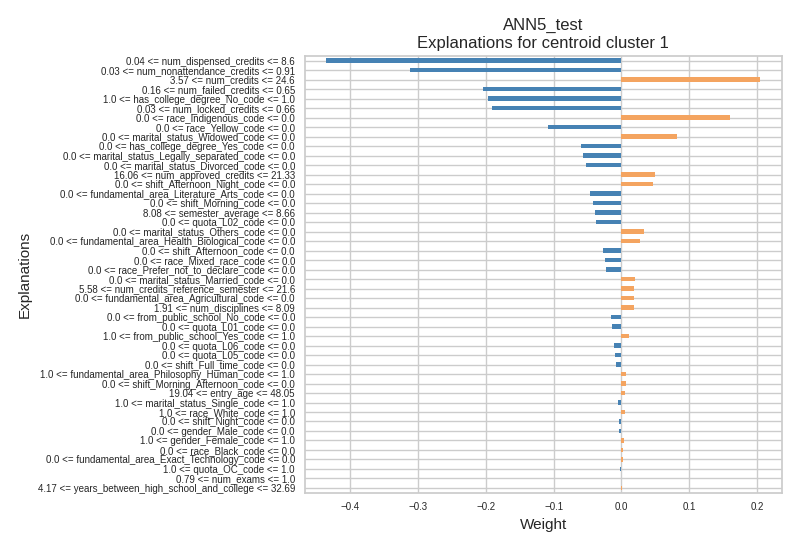 ANN5_test
Explanations for centroid cluster 1
0.04 <= num_dispensed_credits <= 8.6
0.03 <= num_nonattendance_credits <= 0.91
3.57 <= num_credits <= 24.6
0.16 <= num_failed_credits <= 0.65
1.0 <= has_college_degree_No_code <= 1.0
0.03 <= num_locked_credits <= 0.66
0.0 <= race_Indigenous_code <= 0.0
0.0 <= race_Yellow_code <= 0.0
0.0 <= marital_status_Widowed_code <= 0.0
0.0 <= has_college_degree_Yes_code <= 0.0
0.0 <= marital_status_Legally_separated_code <= 0.0
0.0 <= marital_status_Divorced_code <= 0.0
16.06 <= num_approved_credits <= 21.33
0.0 <= shift_Afternoon_Night_code <= 0.0
0.0 <= fundamental_area_Literature_Arts_code <= 0.0
0.0 <= shift_Morning_code <= 0.0
8.08 <= semester_average <= 8.66
0.0 <= quota_L02_code <= 0.0
0.0 <= marital_status_Others_code <= 0.0
0.0 <= fundamental_area_Health_Biological_code <= 0.0
0.0 <= shift_Afternoon_code <= 0.0
0.0 <= race_Mixed_race_code <= 0.0
0.0 <= race_Prefer_not_to_declare_code <= 0.0
0.0 <= marital_status_Married_code <= 0.0
5.58 <= num_credits_reference_semester <= 21.6
0.0 <= fundamental_area_Agricultural_code <= 0.0
1.91 <= num_disciplines <= 8.09
0.0 <= from_public_school_No_code <= 0.0
0.0 <= quota_L01_code <= 0.0
1.0 <= from_public_school_Yes_code <= 1.0
0.0 <= quota_L06_code <= 0.0
0.0 <= quota_L05_code <= 0.0
0.0 <= shift_Full_time_code <= 0.0
1.0 <= fundamental_area_Philosophy_Human_code <= 1.0
0.0 <= shift_Morning_Afternoon_code <= 0.0
19.04 <= entry_age <= 48.05
1.0 <= marital_status_Single_code <= 1.0
1.0 <= race_White_code <= 1.0
0.0 <= shift_Night_code <= 0.0
0.0 <= gender_Male_code <= 0.0
1.0 <= gender_Female_code <= 1.0
0.0 <= race_Black_code <= 0.0
0.0 <= fundamental_area_Exact_Technology_code <= 0.0
1.0 <= quota_OC_code <= 1.0
0.79 <= num_exams <= 1.0
4.17 <= years_between_high_school_and_college <= 32.69
Explanations
−0.4 −0.3 −0.2 −0.1 0.0 0.1 0.2
Weight